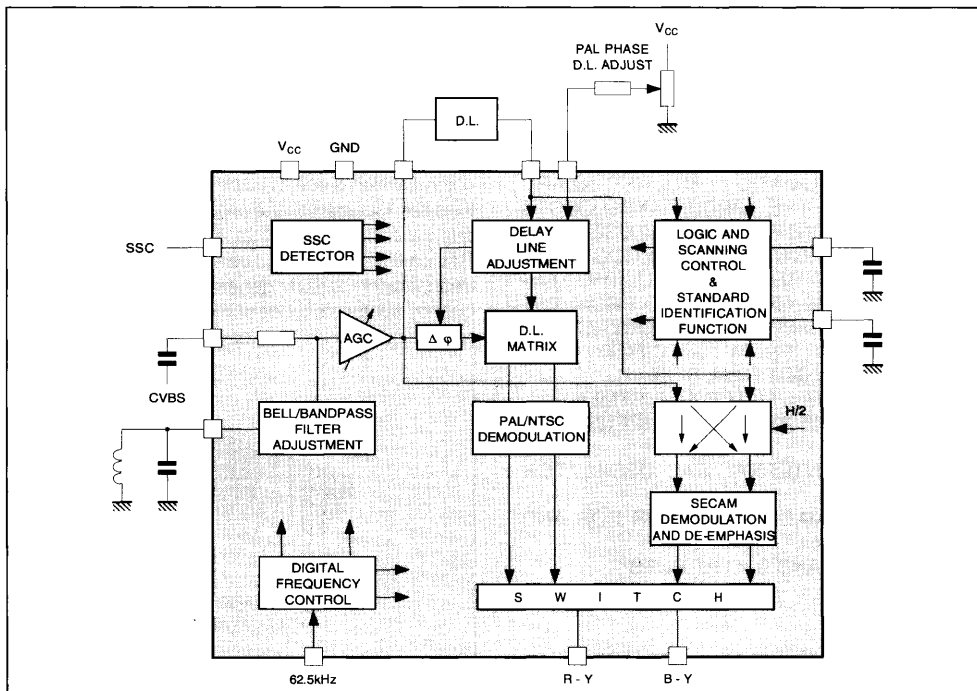 V_CC
PAL PHASE
D.L. ADJUST
D.L.
V_CC
GND
SSC
SSC
DETECTOR
DELAY
LINE
ADJUSTMENT
LOGIC AND
SCANNING
CONTROL
&
STANDARD
IDENTIFICATION
FUNCTION
AGC
Δ φ
D.L.
MATRIX
CVBS
BELL/BANDPASS
FILTER
ADJUSTMENT
PAL/NTSC
DEMODULATION
H/2
SECAM
DEMODULATION
AND DE-EMPHASIS
DIGITAL
FREQUENCY
CONTROL
S W I T C H
62.5kHz
R - Y
B - Y